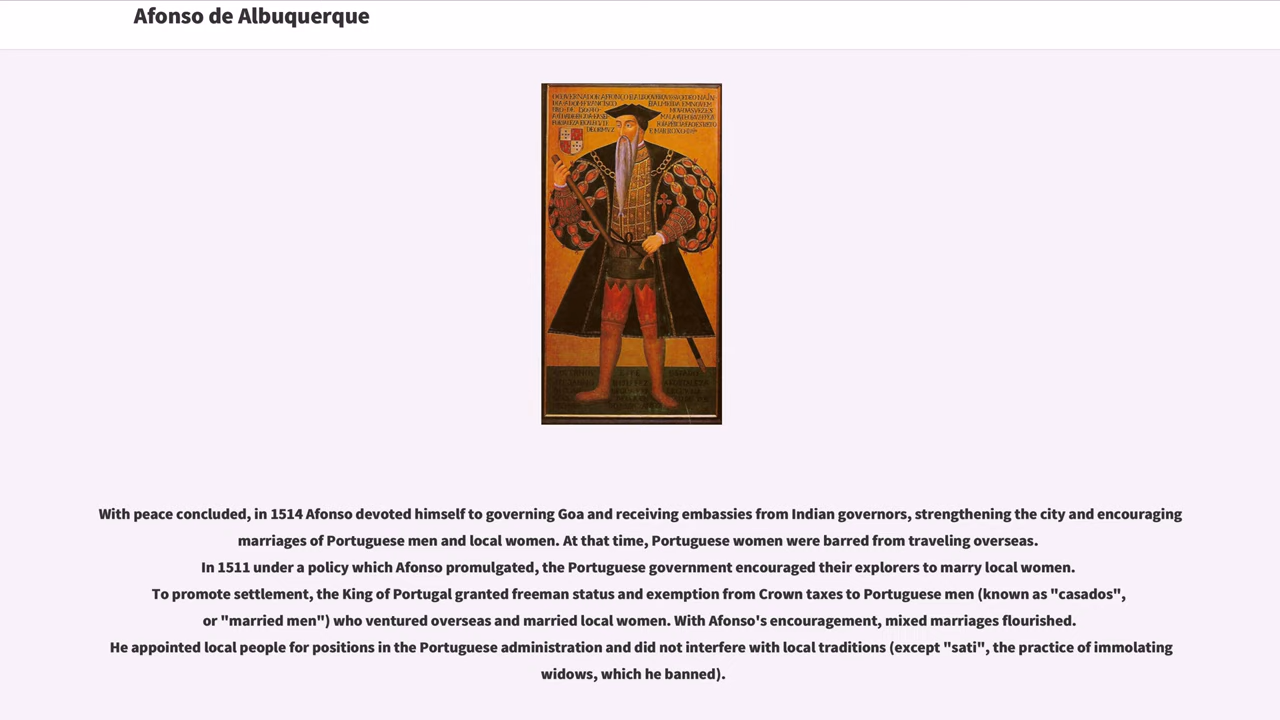 Afonso de Albuquerque
With peace concluded, in 1514 Afonso devoted himself to governing Goa and receiving embassies from Indian governors, strengthening the city and encouraging
marriages of Portuguese men and local women. At that time, Portuguese women were barred from traveling overseas.
In 1511 under a policy which Afonso promulgated, the Portuguese government encouraged their explorers to marry local women.
To promote settlement, the King of Portugal granted freeman status and exemption from Crown taxes to Portuguese men (known as "casados",
or "married men") who ventured overseas and married local women. With Afonso's encouragement, mixed marriages flourished.
He appointed local people for positions in the Portuguese administration and did not interfere with local traditions (except "sati", the practice of immolating
widows, which he banned).